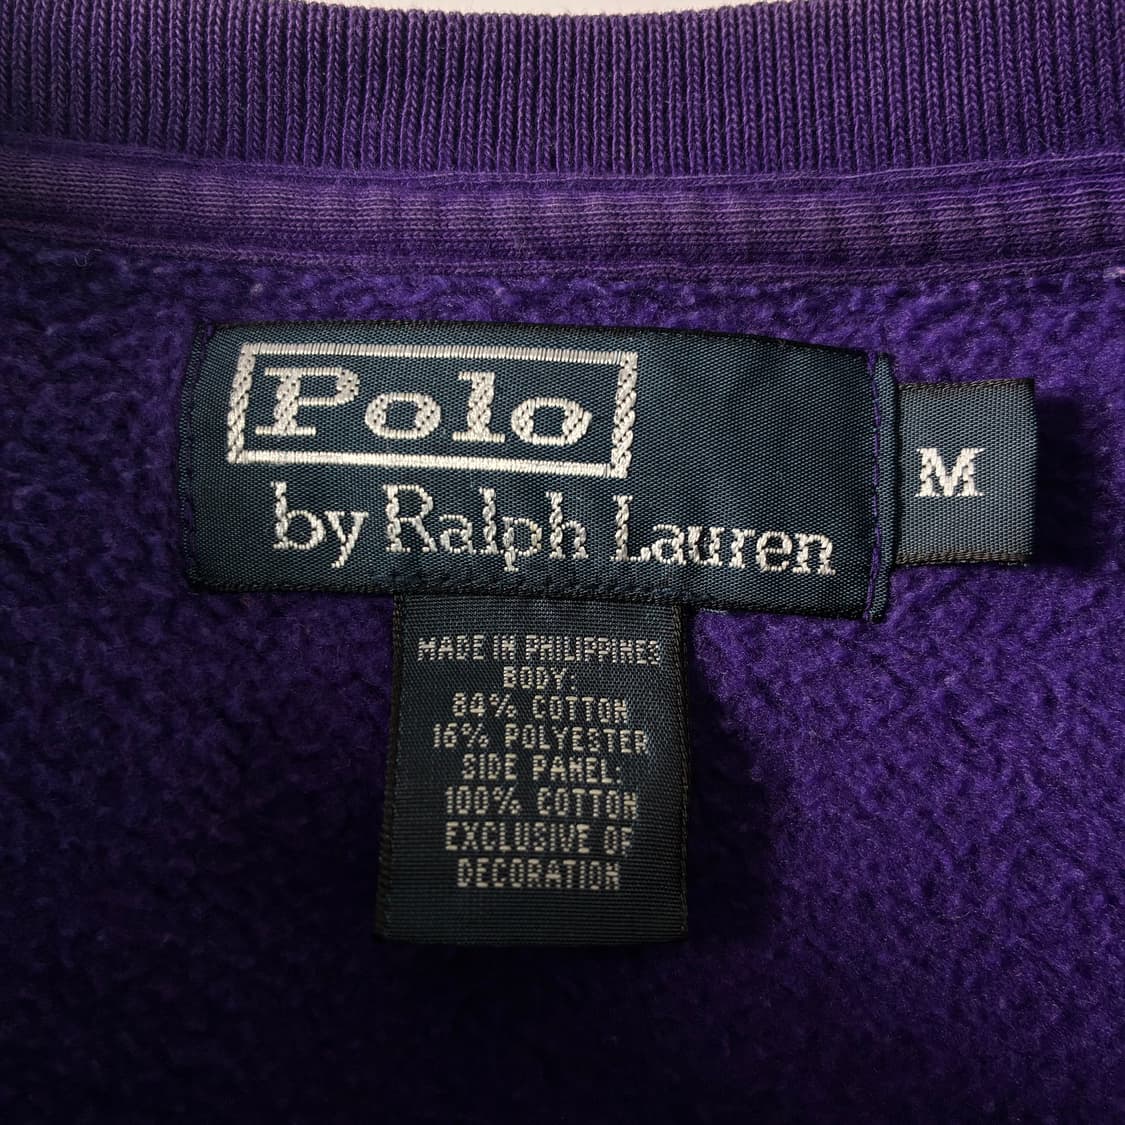 Polo
by Ralph Lauren
M
MADE IN PHILIPPINES
BODY:
84% COTTON
16% POLYESTER
SIDE PANEL:
100% COTTON
EXCLUSIVE OF
DECORATION